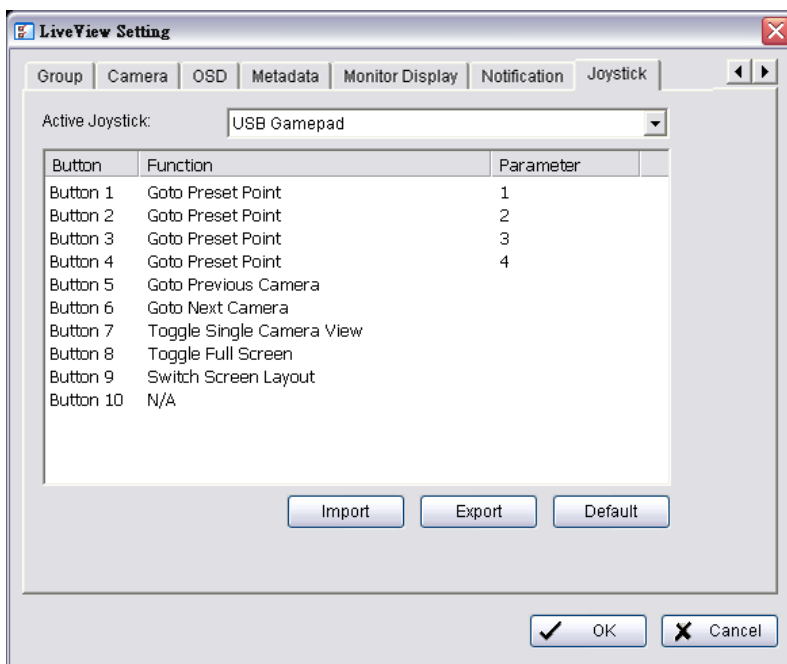 LiveView Setting
Group Camera OSD Metadata Monitor Display Notification Joystick
Active Joystick: USB Gamepad
Button Function Parameter
Button 1 Goto Preset Point 1
Button 2 Goto Preset Point 2
Button 3 Goto Preset Point 3
Button 4 Goto Preset Point 4
Button 5 Goto Previous Camera
Button 6 Goto Next Camera
Button 7 Toggle Single Camera View
Button 8 Toggle Full Screen
Button 9 Switch Screen Layout
Button 10 N/A
Import Export Default
OK Cancel